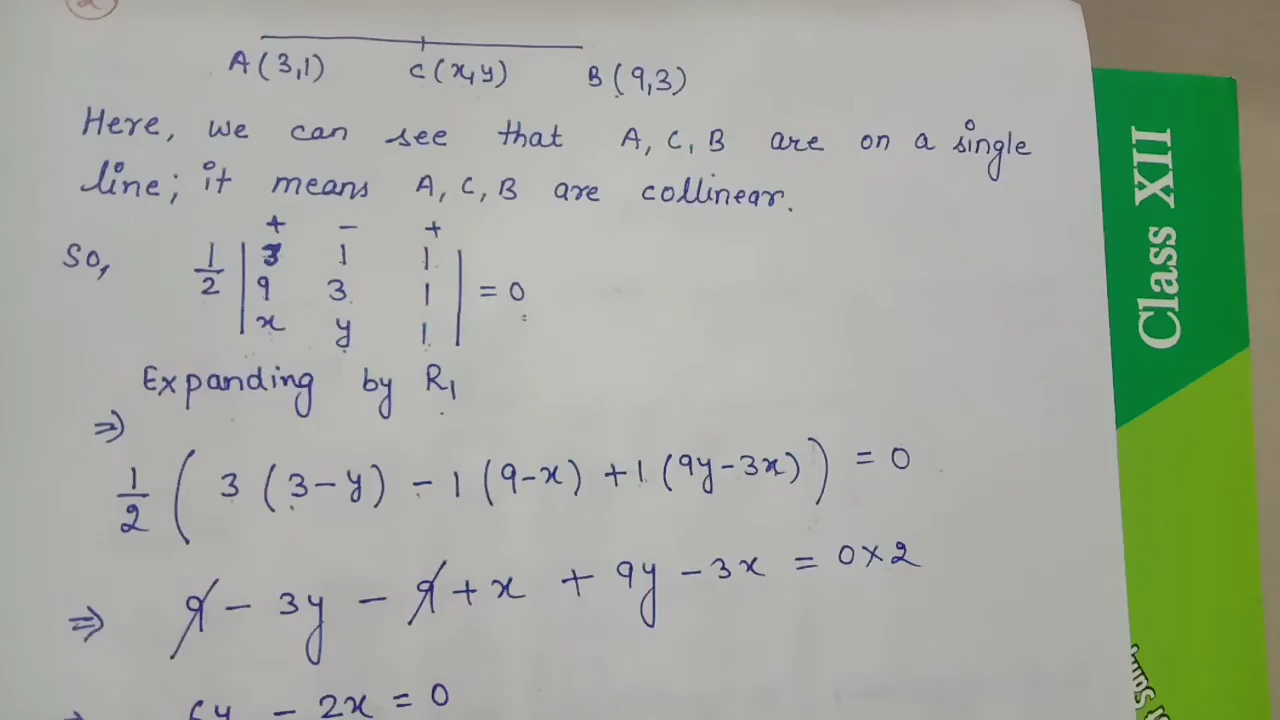 2
A(3,1) C(x,y) B(9,3)
Here, we can see that A, C, B are on a single
line; it means A, C, B are collinear.
+ - +
So, 1/2 | 3 1 1 |
| 9 3 1 | = 0
| x y 1 |
Expanding by R₁
⇒
1/2 ( 3 (3-y) - 1 (9-x) + 1 (9y-3x) ) = 0
⇒ 9 - 3y - 9 + x + 9y - 3x = 0×2
⇒ 6y - 2x = 0
Class XII